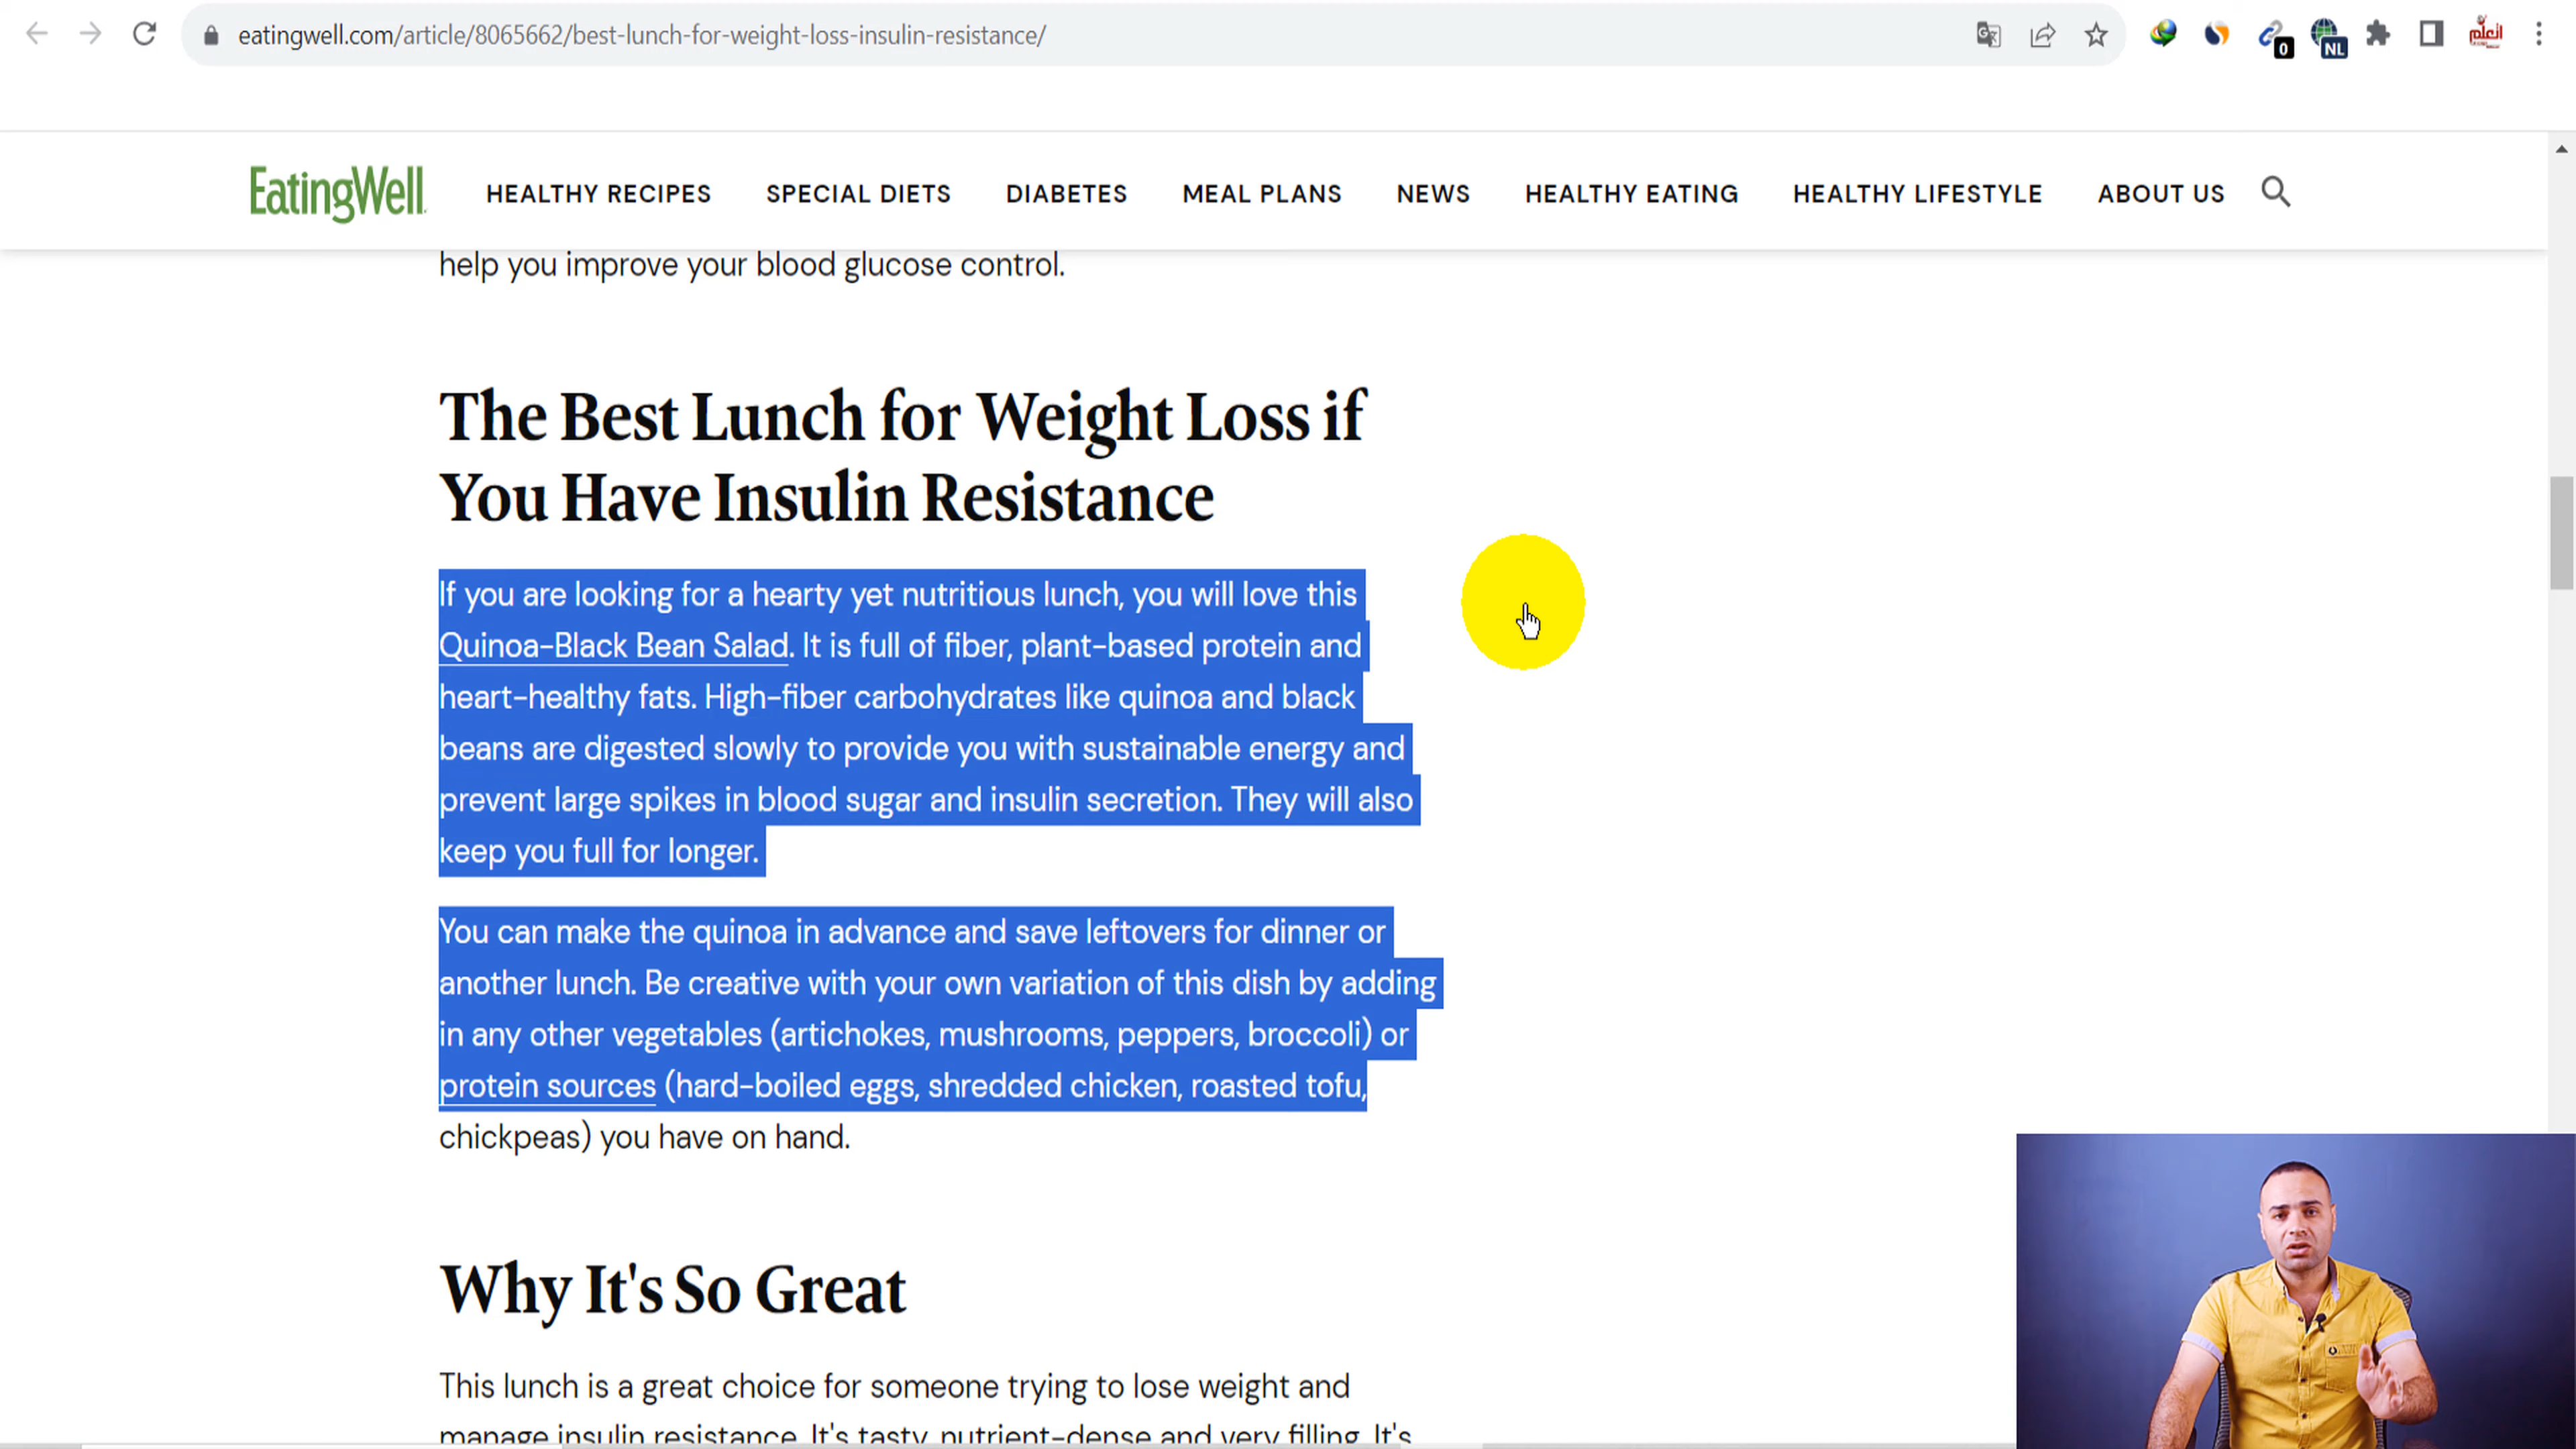 eatingwell.com/article/8065662/best-lunch-for-weight-loss-insulin-resistance/
0
NL
EatingWell
HEALTHY RECIPES SPECIAL DIETS DIABETES MEAL PLANS NEWS HEALTHY EATING HEALTHY LIFESTYLE ABOUT US
help you improve your blood glucose control.
The Best Lunch for Weight Loss if
You Have Insulin Resistance
If you are looking for a hearty yet nutritious lunch, you will love this
Quinoa-Black Bean Salad. It is full of fiber, plant-based protein and
heart-healthy fats. High-fiber carbohydrates like quinoa and black
beans are digested slowly to provide you with sustainable energy and
prevent large spikes in blood sugar and insulin secretion. They will also
keep you full for longer.
You can make the quinoa in advance and save leftovers for dinner or
another lunch. Be creative with your own variation of this dish by adding
in any other vegetables (artichokes, mushrooms, peppers, broccoli) or
protein sources (hard-boiled eggs, shredded chicken, roasted tofu,
chickpeas) you have on hand.
Why It's So Great
This lunch is a great choice for someone trying to lose weight and
manage insulin resistance. It's tasty, nutrient-dense and very filling. It's